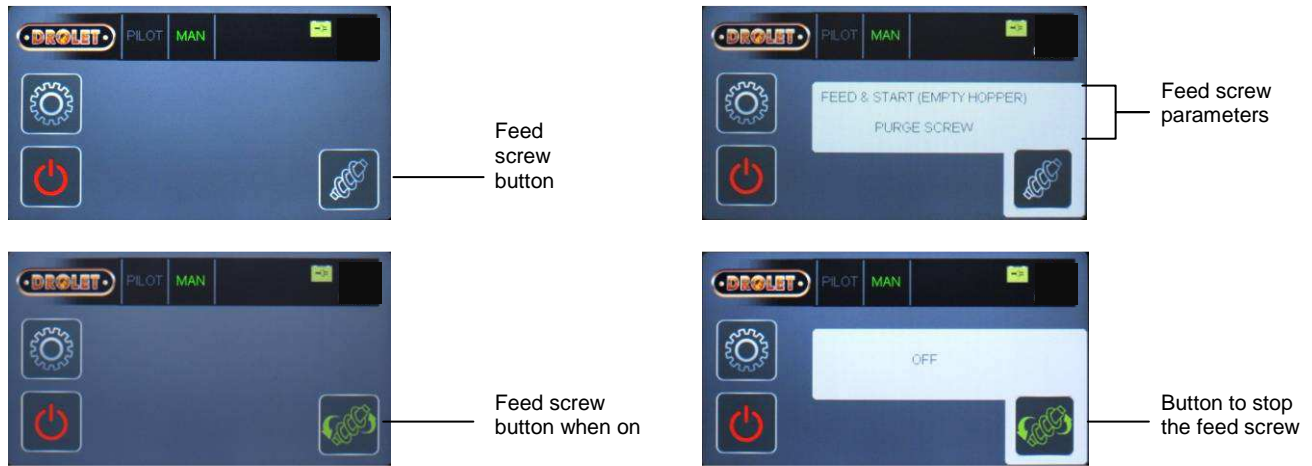 DROLET PILOT MAN
Feed
screw
button
DROLET PILOT MAN
FEED & START (EMPTY HOPPER)
PURGE SCREW
Feed screw
parameters
DROLET PILOT MAN
Feed screw
button when on
DROLET PILOT MAN
OFF
Button to stop
the feed screw